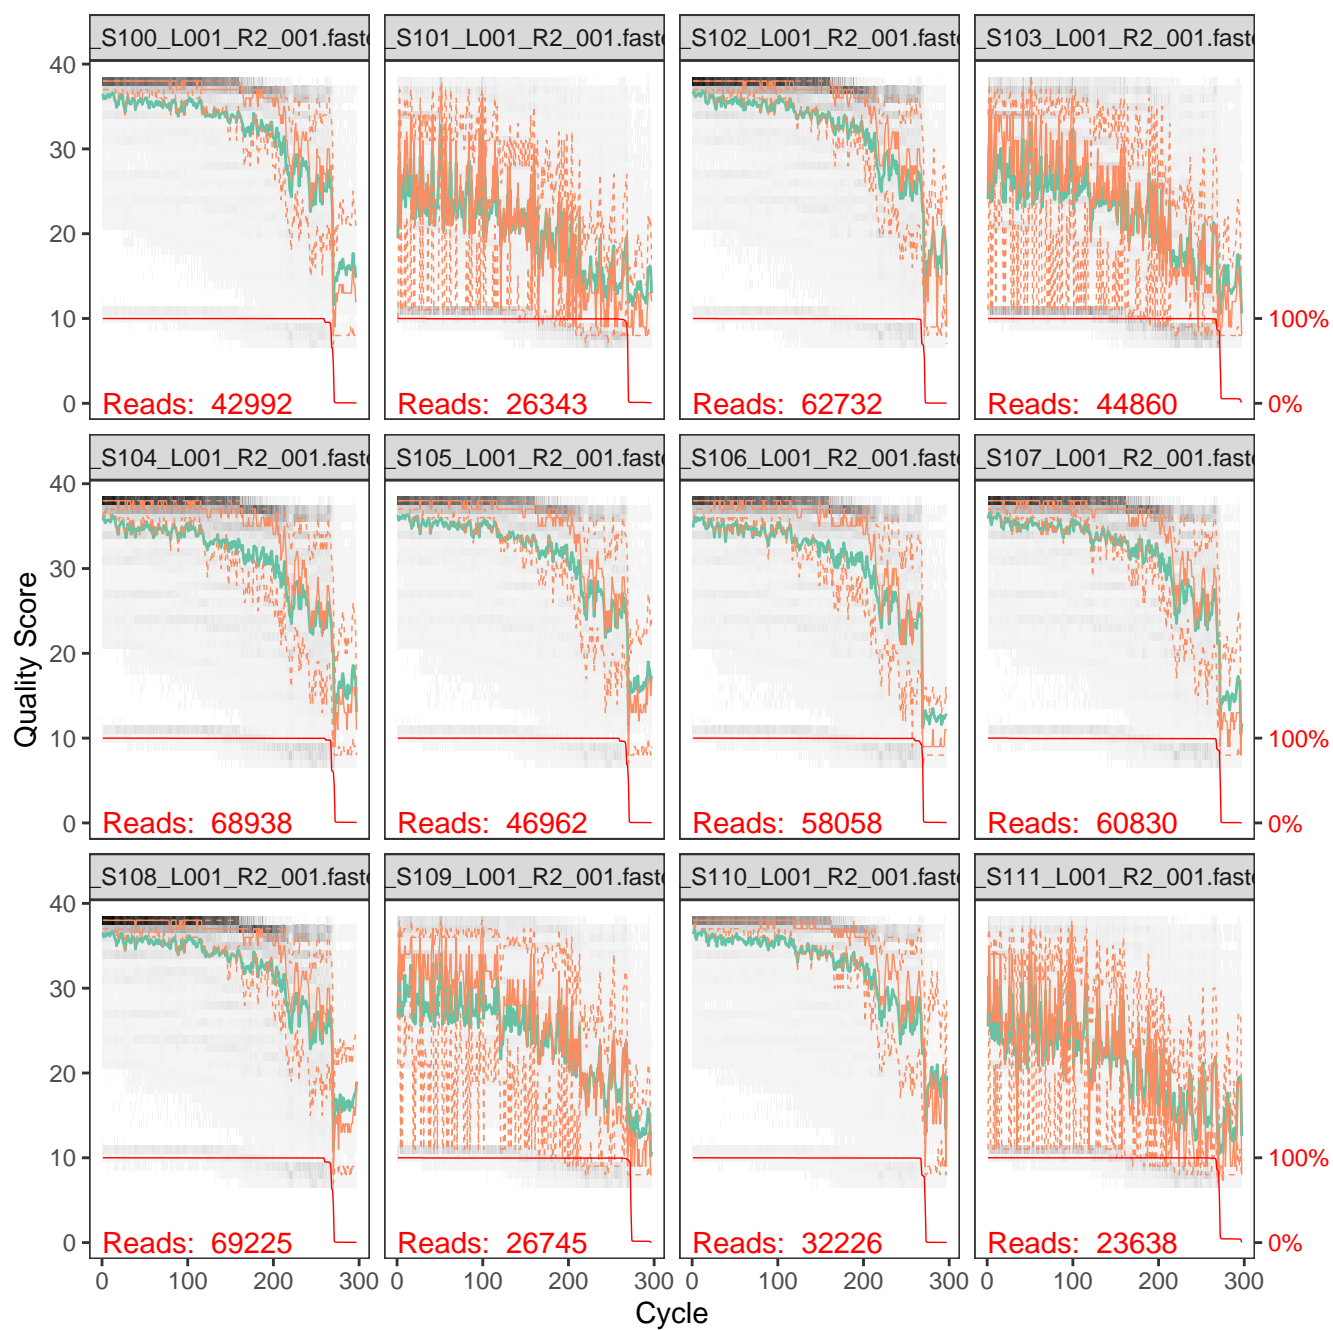 _S100_L001_R2_001.fast
_S101_L001_R2_001.fast
_S102_L001_R2_001.fast
_S103_L001_R2_001.fast
40
30
20
10
0
Reads: 42992
Reads: 26343
Reads: 62732
Reads: 44860
100%
0%
_S104_L001_R2_001.fast
_S105_L001_R2_001.fast
_S106_L001_R2_001.fast
_S107_L001_R2_001.fast
40
30
20
10
0
Quality Score
Reads: 68938
Reads: 46962
Reads: 58058
Reads: 60830
100%
0%
_S108_L001_R2_001.fast
_S109_L001_R2_001.fast
_S110_L001_R2_001.fast
_S111_L001_R2_001.fast
40
30
20
10
0
Reads: 69225
Reads: 26745
Reads: 32226
Reads: 23638
100%
0%
0 100 200 300
0 100 200 300
0 100 200 300
0 100 200 300
Cycle